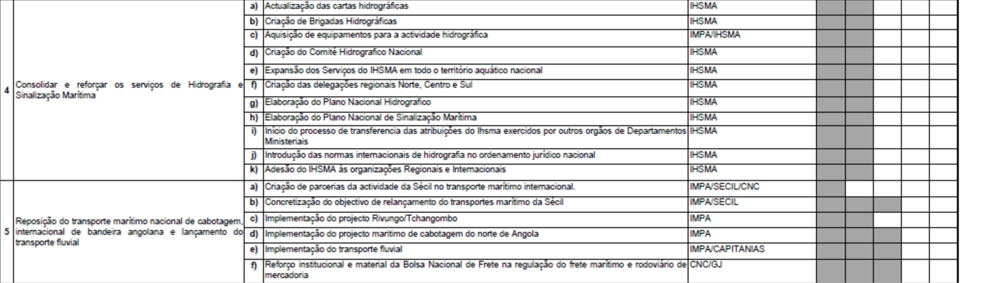 a) Actualização das cartas hidrográficas IHSMA
b) Criação de Brigadas Hidrográficas IHSMA
c) Aquisição de equipamentos para a actividade hidrográfica IMPA/IHSMA
d) Criação do Comité Hidrografico Nacional IHSMA
e) Expansão dos Serviços do IHSMA em todo o território aquático nacional IHSMA
4 Consolidar e reforçar os serviços de Hidrografia e
Sinalização Marítima
f) Criação das delegações regionais Norte, Centro e Sul IHSMA
g) Elaboração do Plano Nacional Hidrografico IHSMA
h) Elaboração do Plano Nacional de Sinalização Marítima IHSMA
i) Início do processo de transferencia das atribuições do Ihsma exercidos por outros orgãos de Departamentos IHSMA
Ministeriais
j) Introdução das normas internacionais de hidrografia no ordenamento jurídico nacional IHSMA
k) Adesão do IHSMA às organizações Regionais e Internacionais IHSMA
a) Criação de parcerias da actividade da Sécil no transporte marítimo internacional. IMPA/SECIL/CNC
b) Concretização do objectivo de relançamento do transportes marítimo da Sécil IMPA/SECIL
5 Reposição do transporte marítimo nacional de cabotagem,
internacional de bandeira angolana e lançamento do
transporte fluvial
c) Implementação do projecto Rivungo/Tchangombo IMPA
d) Implementação do projecto maritimo de cabotagem do norte de Angola IMPA
e) Implementação do transporte fluvial IMPA/CAPITANIAS
f) Reforço institucional e material da Bolsa Nacional de Frete na regulação do frete marítimo e rodoviário de CNC/GJ
mercadoria